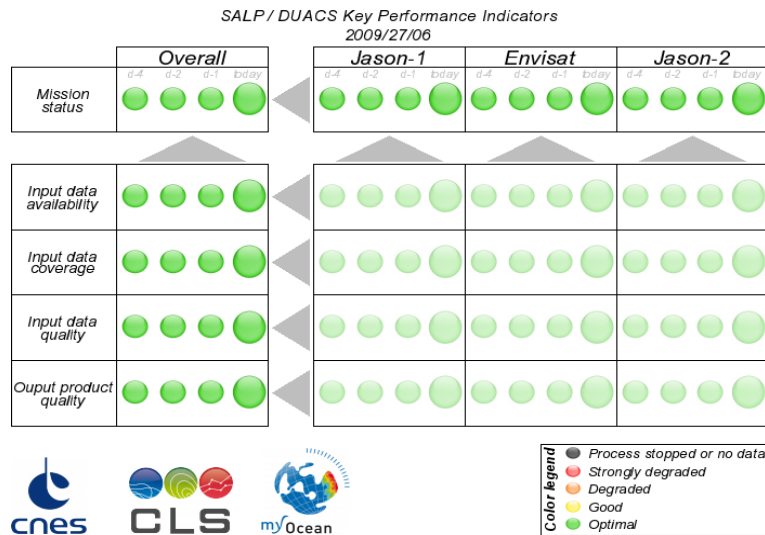 SALP / DUACS Key Performance Indicators
2009/27/06
Overall Jason-1 Envisat Jason-2
d-4 d-2 d-1 today d-4 d-2 d-1 today d-4 d-2 d-1 today d-4 d-2 d-1 today
Mission
status
Input data
availability
Input data
coverage
Input data
quality
Ouput product
quality
cnes
CLS
my Ocean
Color legend
Process stopped or no data
Strongly degraded
Degraded
Good
Optimal